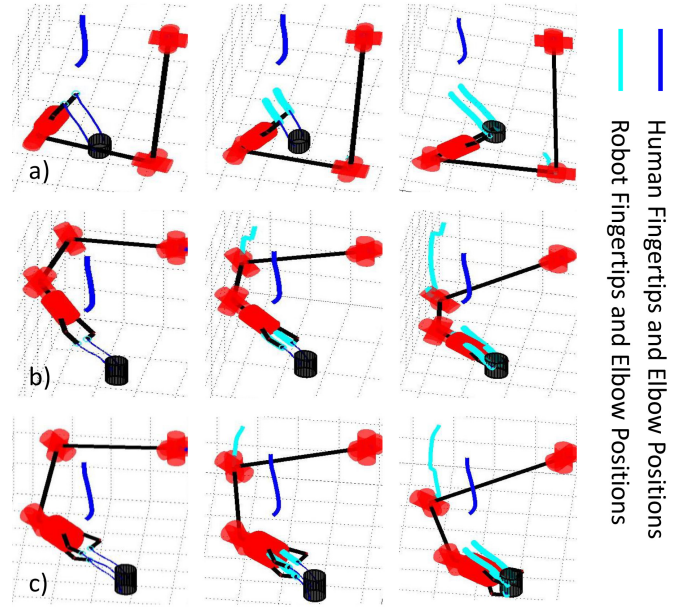 a)
b)
c)
Human Fingertips and Elbow Positions
Robot Fingertips and Elbow Positions